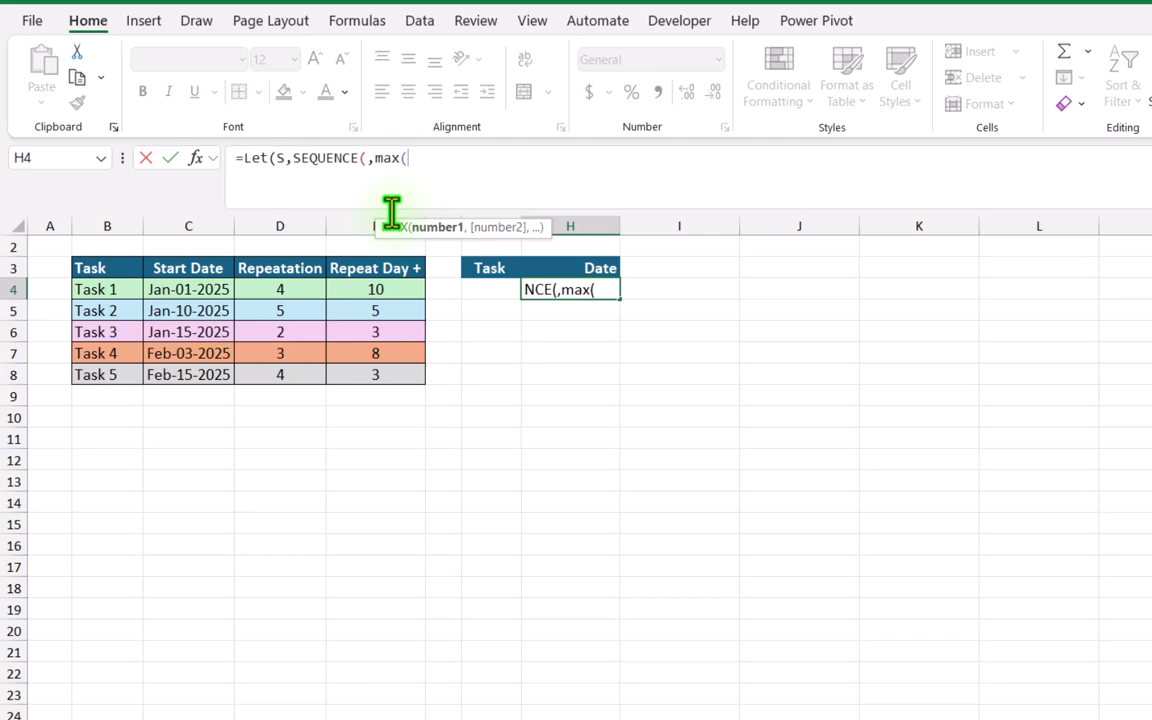 File Home Insert Draw Page Layout Formulas Data Review View Automate Developer Help Power Pivot
Paste
12
General
Conditional Formatting
Format as Table
Cell Styles
Insert
Delete
Format
Sort & Filter
Clipboard Font Alignment Number Styles Cells Editing
H4 fx =Let(S,SEQUENCE(,max(
(number1, [number2], ...)
A B C D H I J K L
2
3 Task Start Date Repeatation Repeat Day + Task Date
4 Task 1 Jan-01-2025 4 10 NCE(,max(
5 Task 2 Jan-10-2025 5 5
6 Task 3 Jan-15-2025 2 3
7 Task 4 Feb-03-2025 3 8
8 Task 5 Feb-15-2025 4 3
9
10
11
12
13
14
15
16
17
18
19
20
21
22
23
24